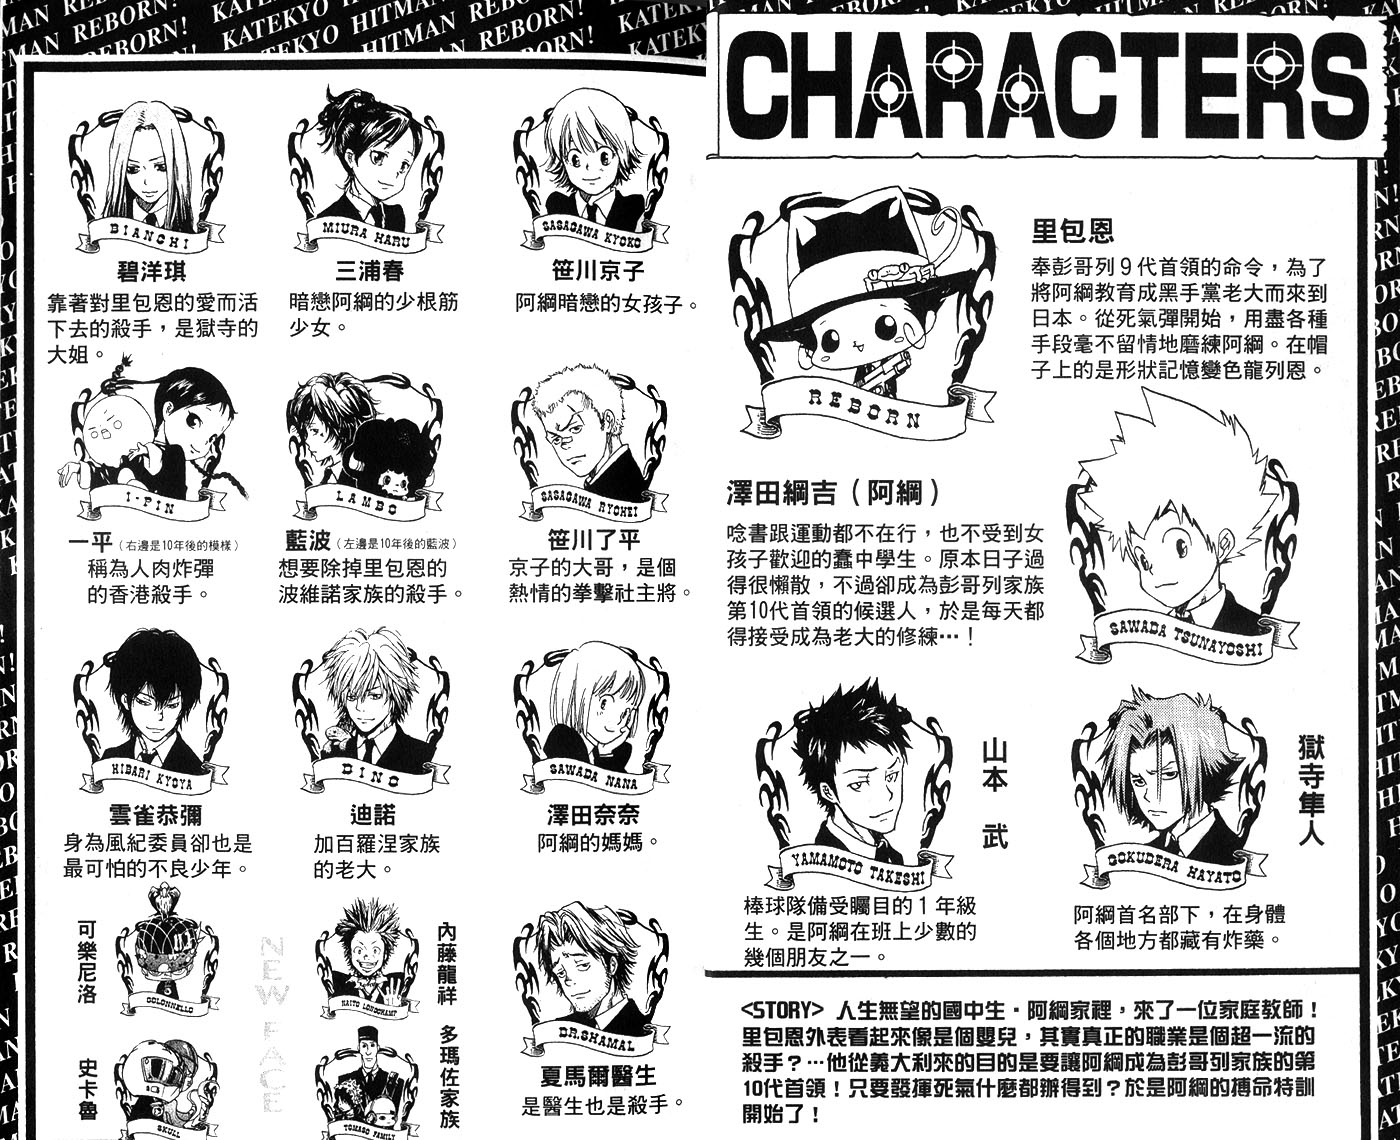 CHARACTERS
里包恩
奉彭哥列9代首領的命令，為了
將阿綱教育成黑手黨老大而來到
日本。從死氣彈開始，用盡各種
手段毫不留情地磨練阿綱。在帽
子上的是形狀記憶變色龍列恩。
REBORN
澤田綱吉（阿綱）
唸書跟運動都不在行，也不受到女
孩子歡迎的蠢中學生。原本日子過
得很懶散，不過卻成為彭哥列家族
第10代首領的候選人，於是每天都
得接受成為老大的修練…！
SAWADA TSUNAYOSHI
獄寺隼人
GOKUDERA HAYATO
阿綱首名部下，在身體
各個地方都藏有炸藥。
山本 武
YAMAMOTO TAKESHI
棒球隊備受矚目的1年級
生。是阿綱在班上少數的
幾個朋友之一。
<STORY> 人生無望的國中生・阿綱家裡，來了一位家庭教師！
里包恩外表看起來像是個嬰兒，其實真正的職業是個超一流的
殺手？…他從義大利來的目的是要讓阿綱成為彭哥列家族的第
10代首領！只要發揮死氣什麼都辦得到？於是阿綱的搏命特訓
開始了！
KATEKYO HITMAN REBORN!
SASAGAWA KYOKO
笹川京子
阿綱暗戀的女孩子。
MIURA HARU
三浦春
暗戀阿綱的少根筋
少女。
BIANCHI
碧洋琪
靠著對里包恩的愛而活
下去的殺手，是獄寺的
大姐。
SASAGAWA RYOHEI
笹川了平
京子的大哥，是個
熱情的拳擊社主將。
LAMBO
藍波（左邊是10年後的藍波）
想要除掉里包恩的
波維諾家族的殺手。
I-PIN
一平（右邊是10年後的模樣）
稱為人肉炸彈
的香港殺手。
SAWADA NANA
澤田奈奈
阿綱的媽媽。
DINO
迪諾
加百羅涅家族
的老大。
HIBARI KYOYA
雲雀恭彌
身為風紀委員卻也是
最可怕的不良少年。
DR.SHAMAL
夏馬爾醫生
是醫生也是殺手。
內藤龍祥
NAITO LONGCHAMP
多瑪佐家族
TOMASO FAMILY
NEW FACE
可樂尼洛
COLONNELLO
史卡魯
SKULL